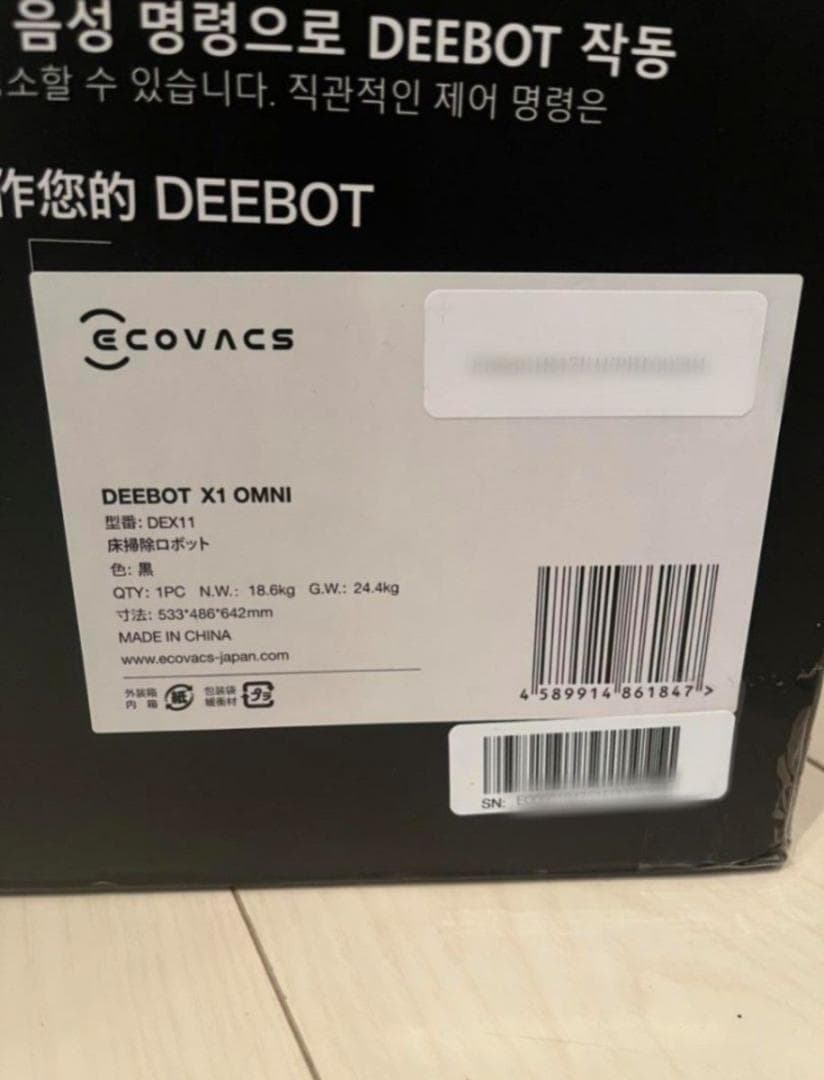 음성 명령으로 DEEBOT 작동
소할 수 있습니다. 직관적인 제어 명령은
作您的 DEEBOT
ECOVACS
DEEBOT X1 OMNI
型番: DEX11
床掃除ロボット
色: 黒
QTY: 1PC N.W.: 18.6kg G.W.: 24.4kg
寸法: 533*486*642mm
MADE IN CHINA
www.ecovacs-japan.com
外装箱
内 箱
紙
包装袋
緩衝材
プラ
4 589914 861847 >
SN: